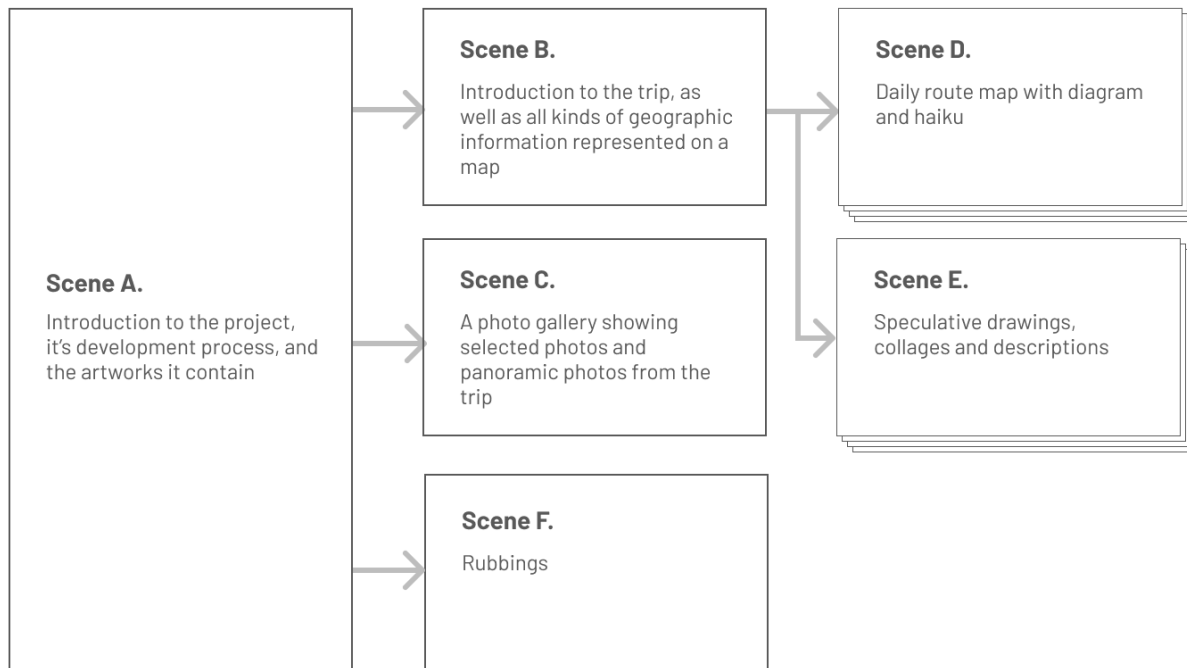 Scene A.
Introduction to the project,
it’s development process, and
the artworks it contain
Scene B.
Introduction to the trip, as
well as all kinds of geographic
information represented on a
map
Scene C.
A photo gallery showing
selected photos and
panoramic photos from the
trip
Scene F.
Rubbings
Scene D.
Daily route map with diagram
and haiku
Scene E.
Speculative drawings,
collages and descriptions